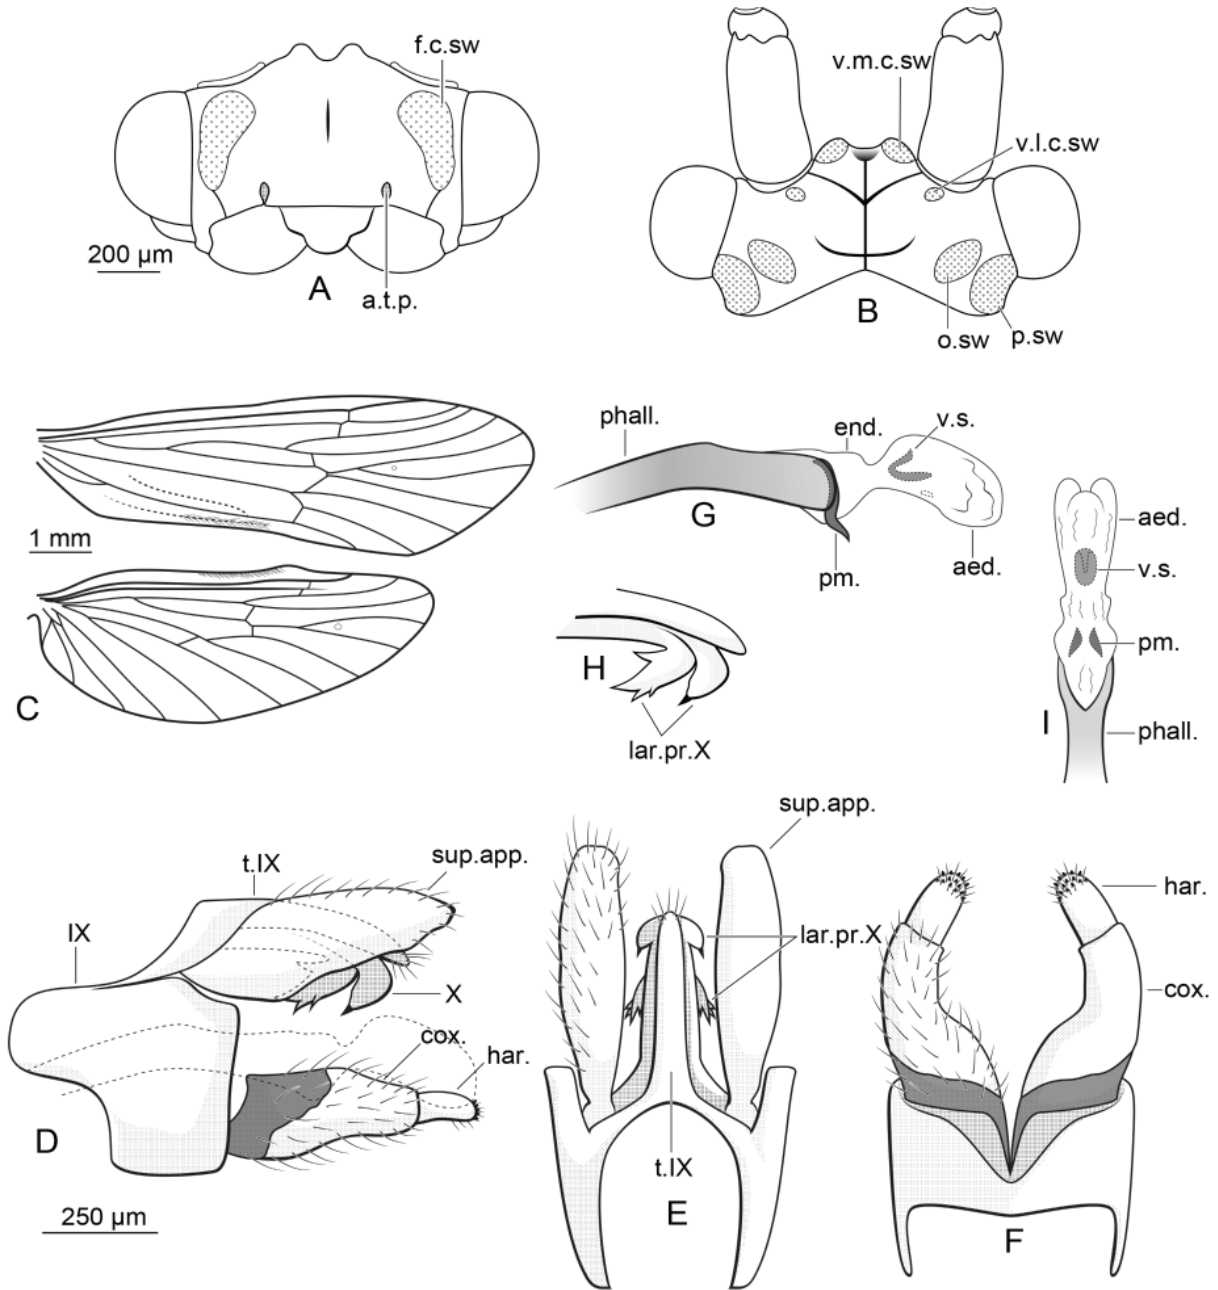 f.c.sw
200 µm
A
a.t.p.
v.m.c.sw
v.l.c.sw
B
o.sw
p.sw
1 mm
C
phall.
end.
v.s.
G
pm.
aed.
H
lar.pr.X
aed.
v.s.
pm.
I
phall.
t.IX
sup.app.
IX
X
cox.
har.
D
250 µm
sup.app.
lar.pr.X
t.IX
E
har.
cox.
F